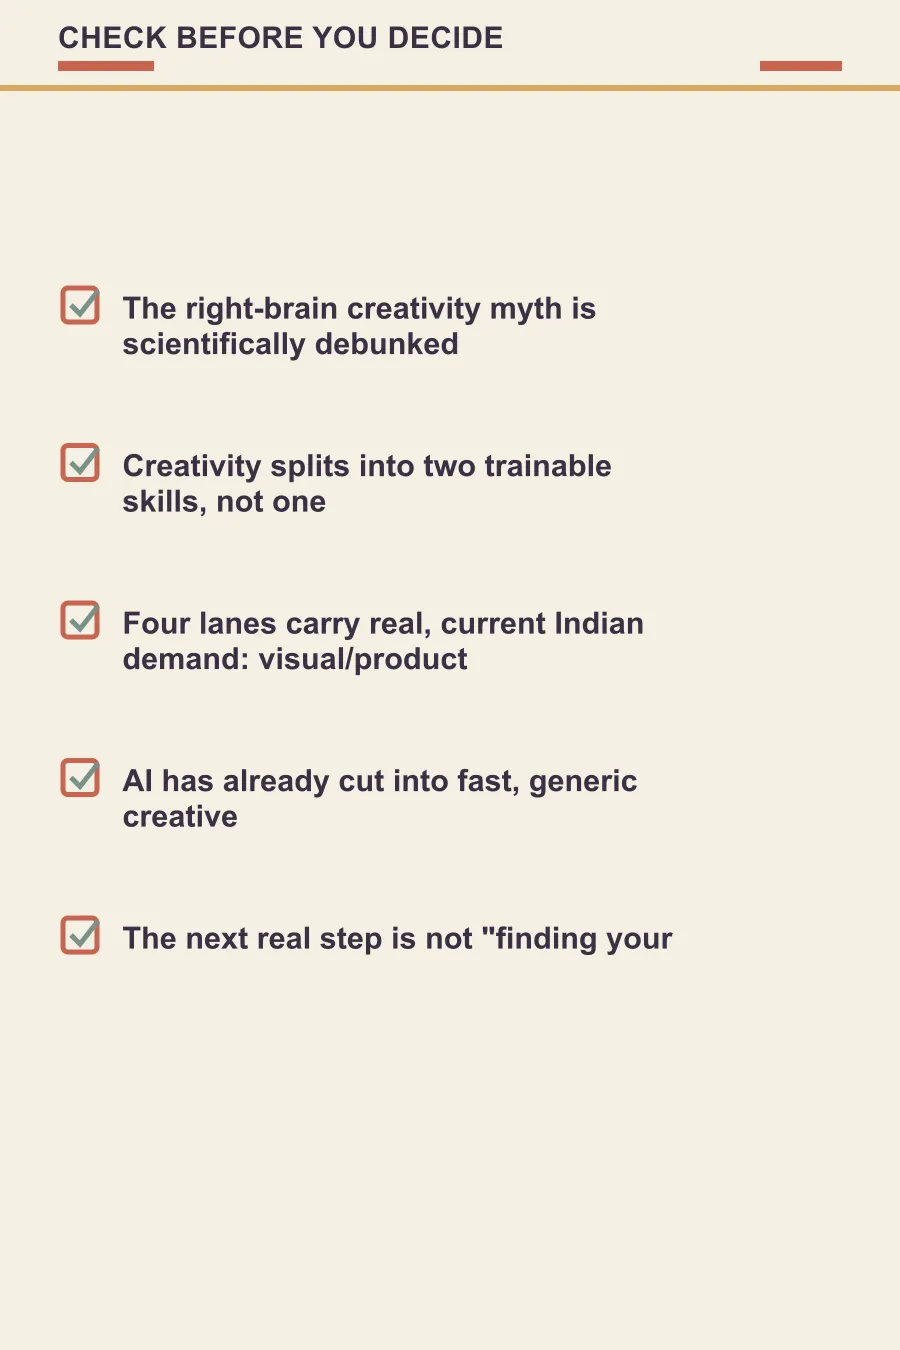 CHECK BEFORE YOU DECIDE
The right-brain creativity myth is
scientifically debunked
Creativity splits into two trainable
skills, not one
Four lanes carry real, current Indian
demand: visual/product
AI has already cut into fast, generic
creative
The next real step is not "finding your